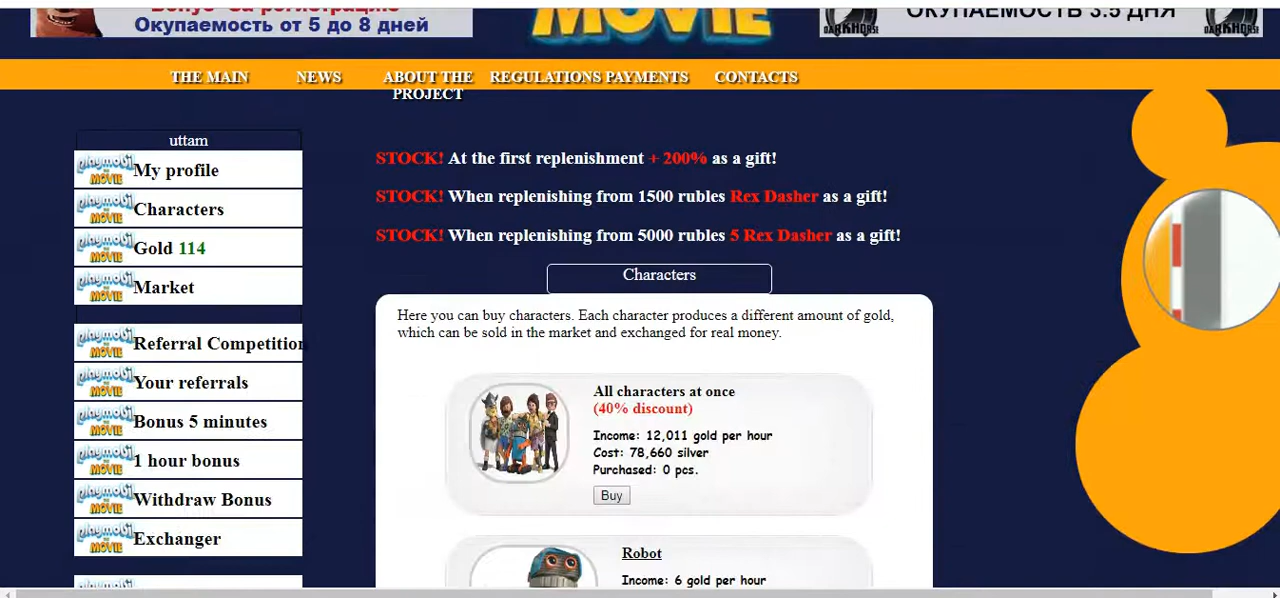 Бонус за регистрацию
Окупаемость от 5 до 8 дней
MOVIE
ОКУПАЕМОСТЬ 3.5 ДНЯ
DARKHORSE
DARKHORSE
THE MAIN
NEWS
ABOUT THE PROJECT
REGULATIONS
PAYMENTS
CONTACTS
uttam
My profile
Characters
Gold 114
Market
Referral Competition
Your referrals
Bonus 5 minutes
1 hour bonus
Withdraw Bonus
Exchanger
STOCK! At the first replenishment + 200% as a gift!
STOCK! When replenishing from 1500 rubles Rex Dasher as a gift!
STOCK! When replenishing from 5000 rubles 5 Rex Dasher as a gift!
Characters
Here you can buy characters. Each character produces a different amount of gold,
which can be sold in the market and exchanged for real money.
All characters at once
(40% discount)
Income: 12,011 gold per hour
Cost: 78,660 silver
Purchased: 0 pcs.
Buy
Robot
Income: 6 gold per hour